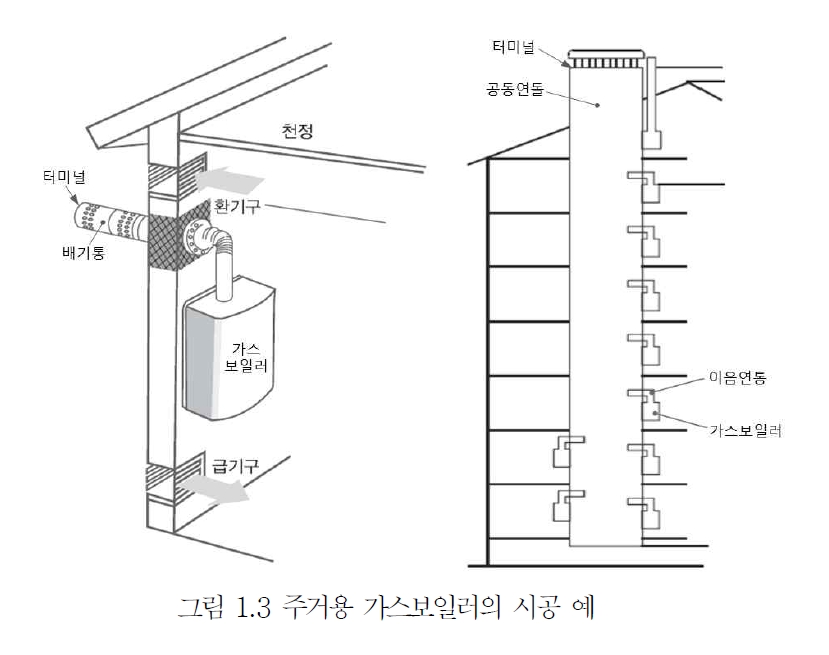 천정
터미널
환기구
배기통
가스
보일러
급기구
터미널
공동연돌
이음연통
가스보일러
그림 1.3 주거용 가스보일러의 시공 예